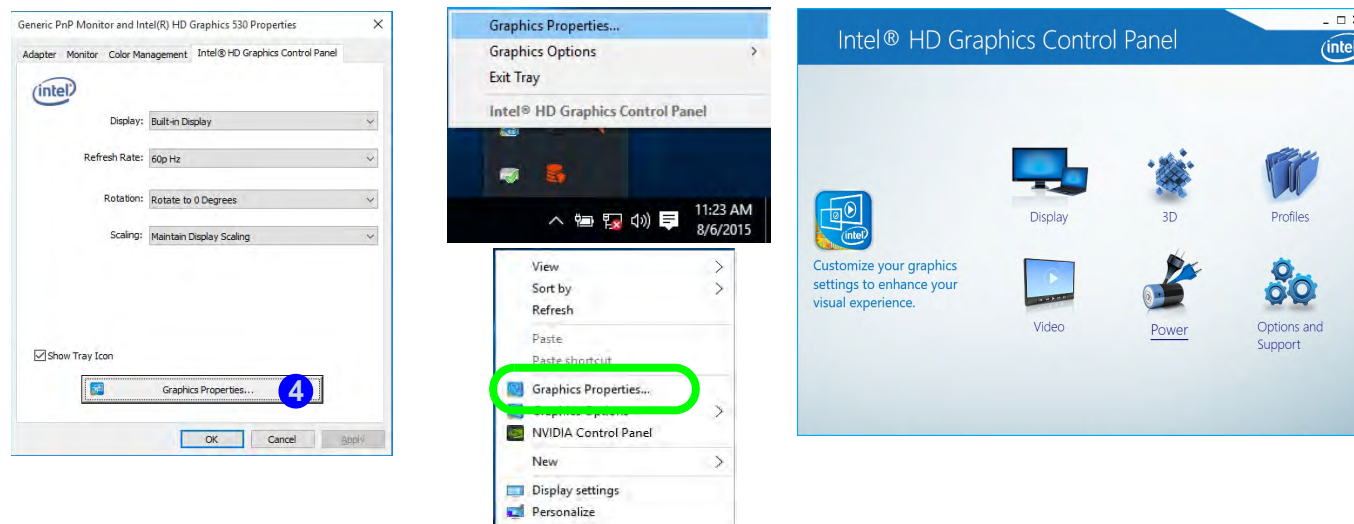 Generic PnP Monitor and Intel(R) HD Graphics 530 Properties
Adapter Monitor Color Management Intel® HD Graphics Control Panel
intel
Display: Built-in Display
Refresh Rate: 60p Hz
Rotation: Rotate to 0 Degrees
Scaling: Maintain Display Scaling
Show Tray Icon
Graphics Properties... 4
OK Cancel Apply
Graphics Properties...
Graphics Options
Exit Tray
Intel® HD Graphics Control Panel
11:23 AM
8/6/2015
View
Sort by
Refresh
Paste
Paste shortcut
Graphics Properties...
Graphics Options
NVIDIA Control Panel
New
Display settings
Personalize
Intel® HD Graphics Control Panel
inte
intel
Customize your graphics
settings to enhance your
visual experience.
Display 3D Profiles
Video Power Options and
Support